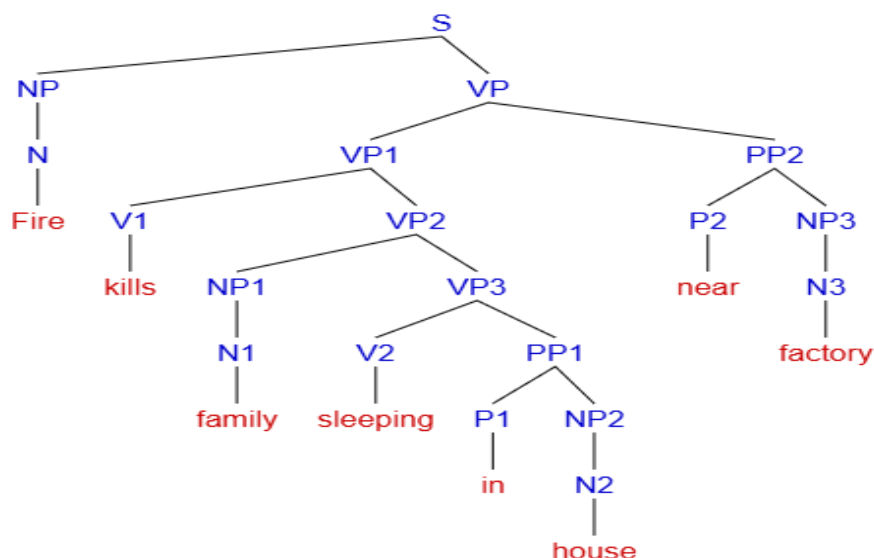 S
NP VP
N VP1 PP2
Fire V1 VP2 P2 NP3
kills NP1 VP3 near N3
N1 V2 PP1 factory
family sleeping P1 NP2
in N2
house